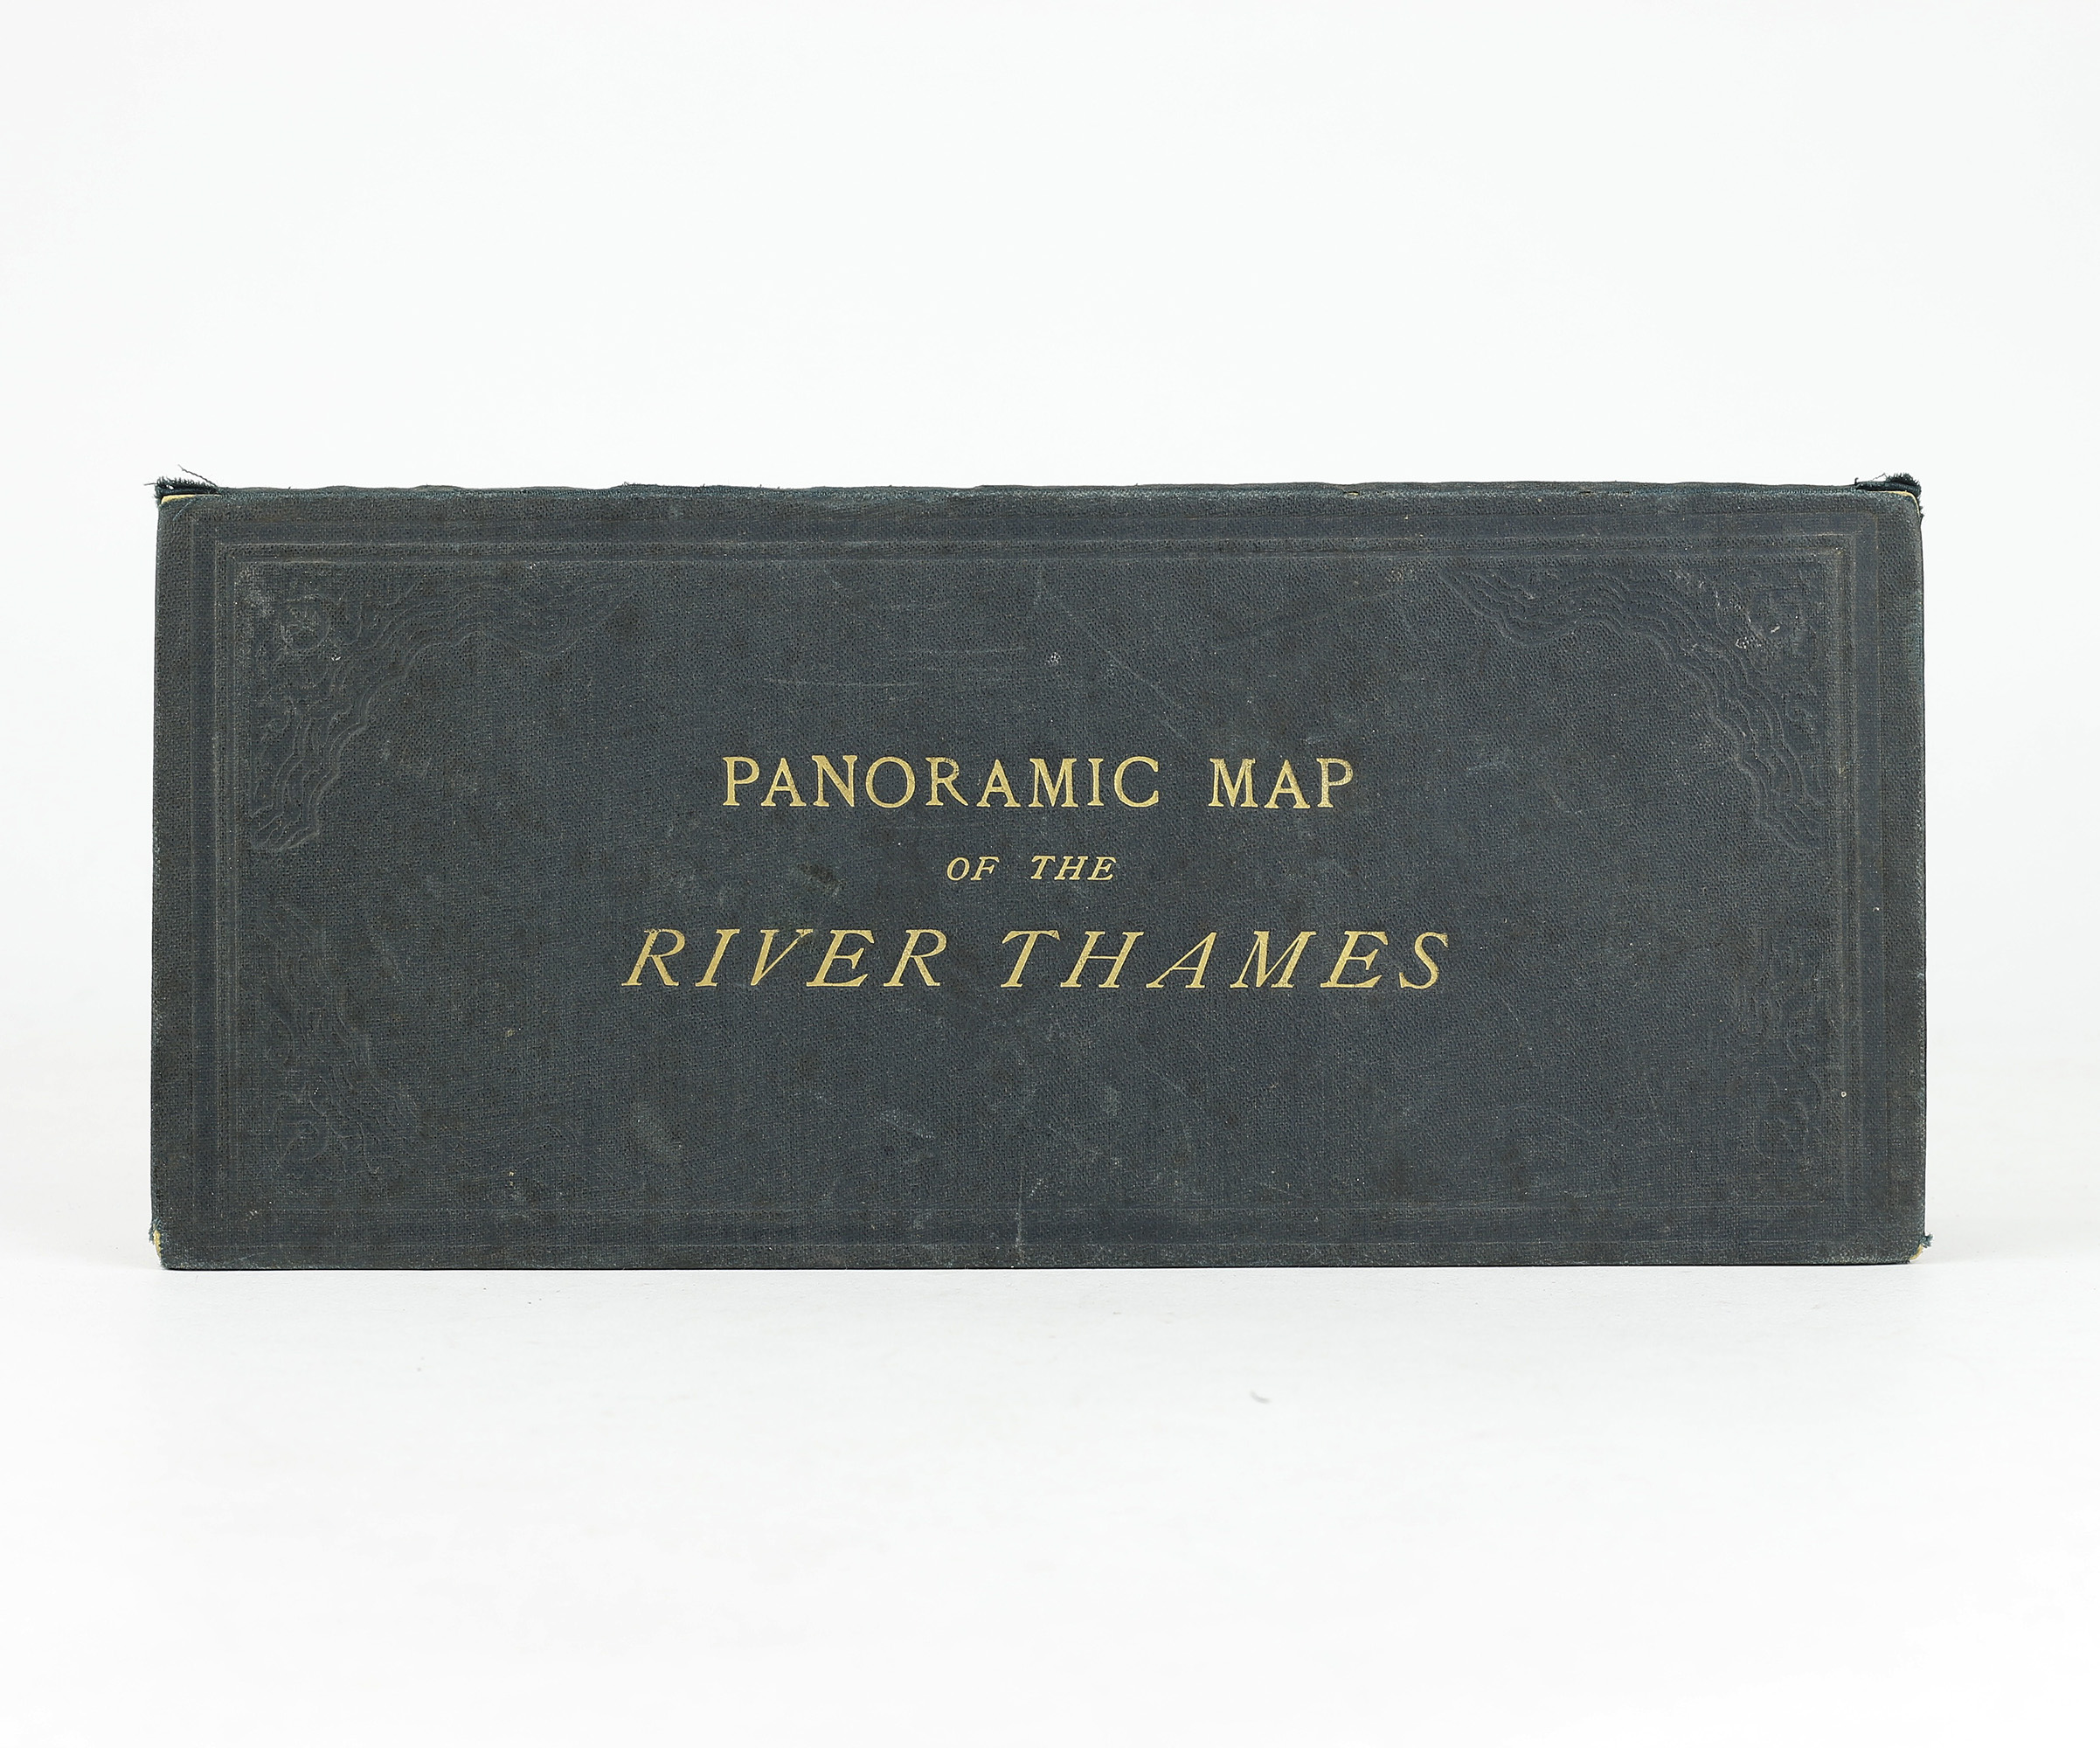 PANORAMIC MAP
OF THE
RIVER THAMES